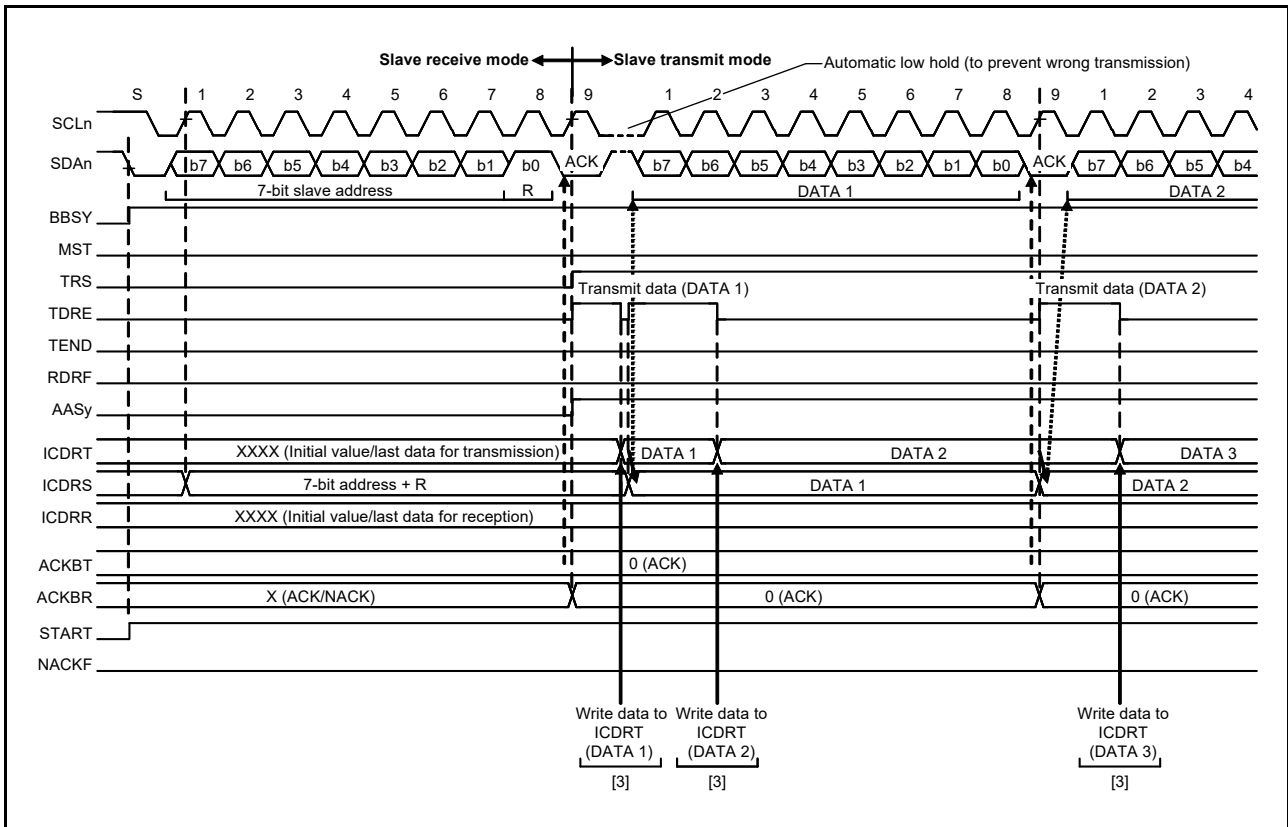 Slave receive mode Slave transmit mode
Automatic low hold (to prevent wrong transmission)
S 1 2 3 4 5 6 7 8 9 1 2 3 4 5 6 7 8 9 1 2 3 4
SCLn
SDAn b7 b6 b5 b4 b3 b2 b1 b0 ACK b7 b6 b5 b4 b3 b2 b1 b0 ACK b7 b6 b5 b4
7-bit slave address R DATA 1 DATA 2
BBSY
MST
TRS
Transmit data (DATA 1) Transmit data (DATA 2)
TDRE
TEND
RDRF
AASy
ICDRT XXXX (Initial value/last data for transmission) DATA 1 DATA 2 DATA 3
ICDRS 7-bit address + R DATA 1 DATA 2
ICDRR XXXX (Initial value/last data for reception)
ACKBT 0 (ACK)
ACKBR X (ACK/NACK) 0 (ACK) 0 (ACK)
START
NACKF
Write data to ICDRT (DATA 1) [3]
Write data to ICDRT (DATA 2) [3]
Write data to ICDRT (DATA 3) [3]